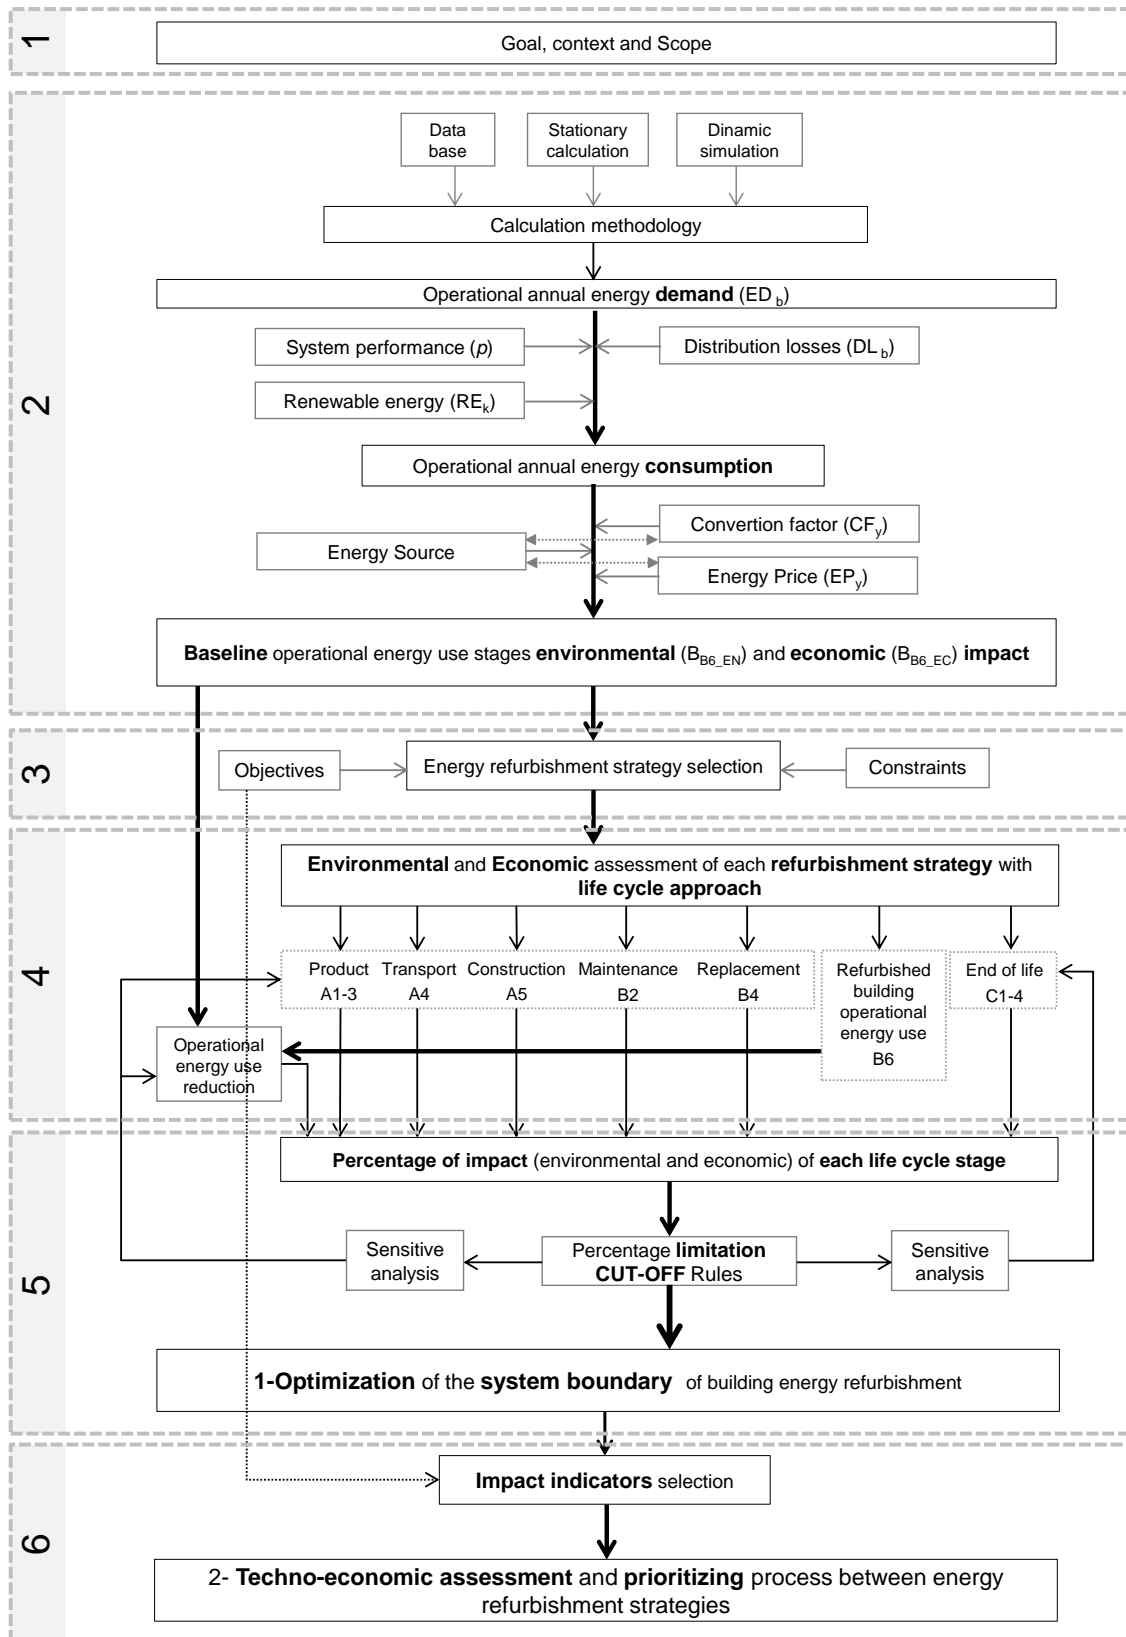 1
Goal, context and Scope
2
Data
base
Stationary
calculation
Dinamic
simulation
Calculation methodology
Operational annual energy demand (ED b)
System performance (p)
Distribution losses (DL b)
Renewable energy (REk)
Operational annual energy consumption
Convertion factor (CFy)
Energy Source
Energy Price (EPy)
Baseline operational energy use stages environmental (BB6_EN) and economic (BB6_EC) impact
3
Objectives
Energy refurbishment strategy selection
Constraints
4
Environmental and Economic assessment of each refurbishment strategy with
life cycle approach
Product
A1-3
Transport
A4
Construction
A5
Maintenance
B2
Replacement
B4
Refurbished
building
operational
energy use
B6
End of life
C1-4
Operational
energy use
reduction
5
Percentage of impact (environmental and economic) of each life cycle stage
Sensitive
analysis
Percentage limitation
CUT-OFF Rules
Sensitive
analysis
1-Optimization of the system boundary of building energy refurbishment
6
Impact indicators selection
2- Techno-economic assessment and prioritizing process between energy
refurbishment strategies